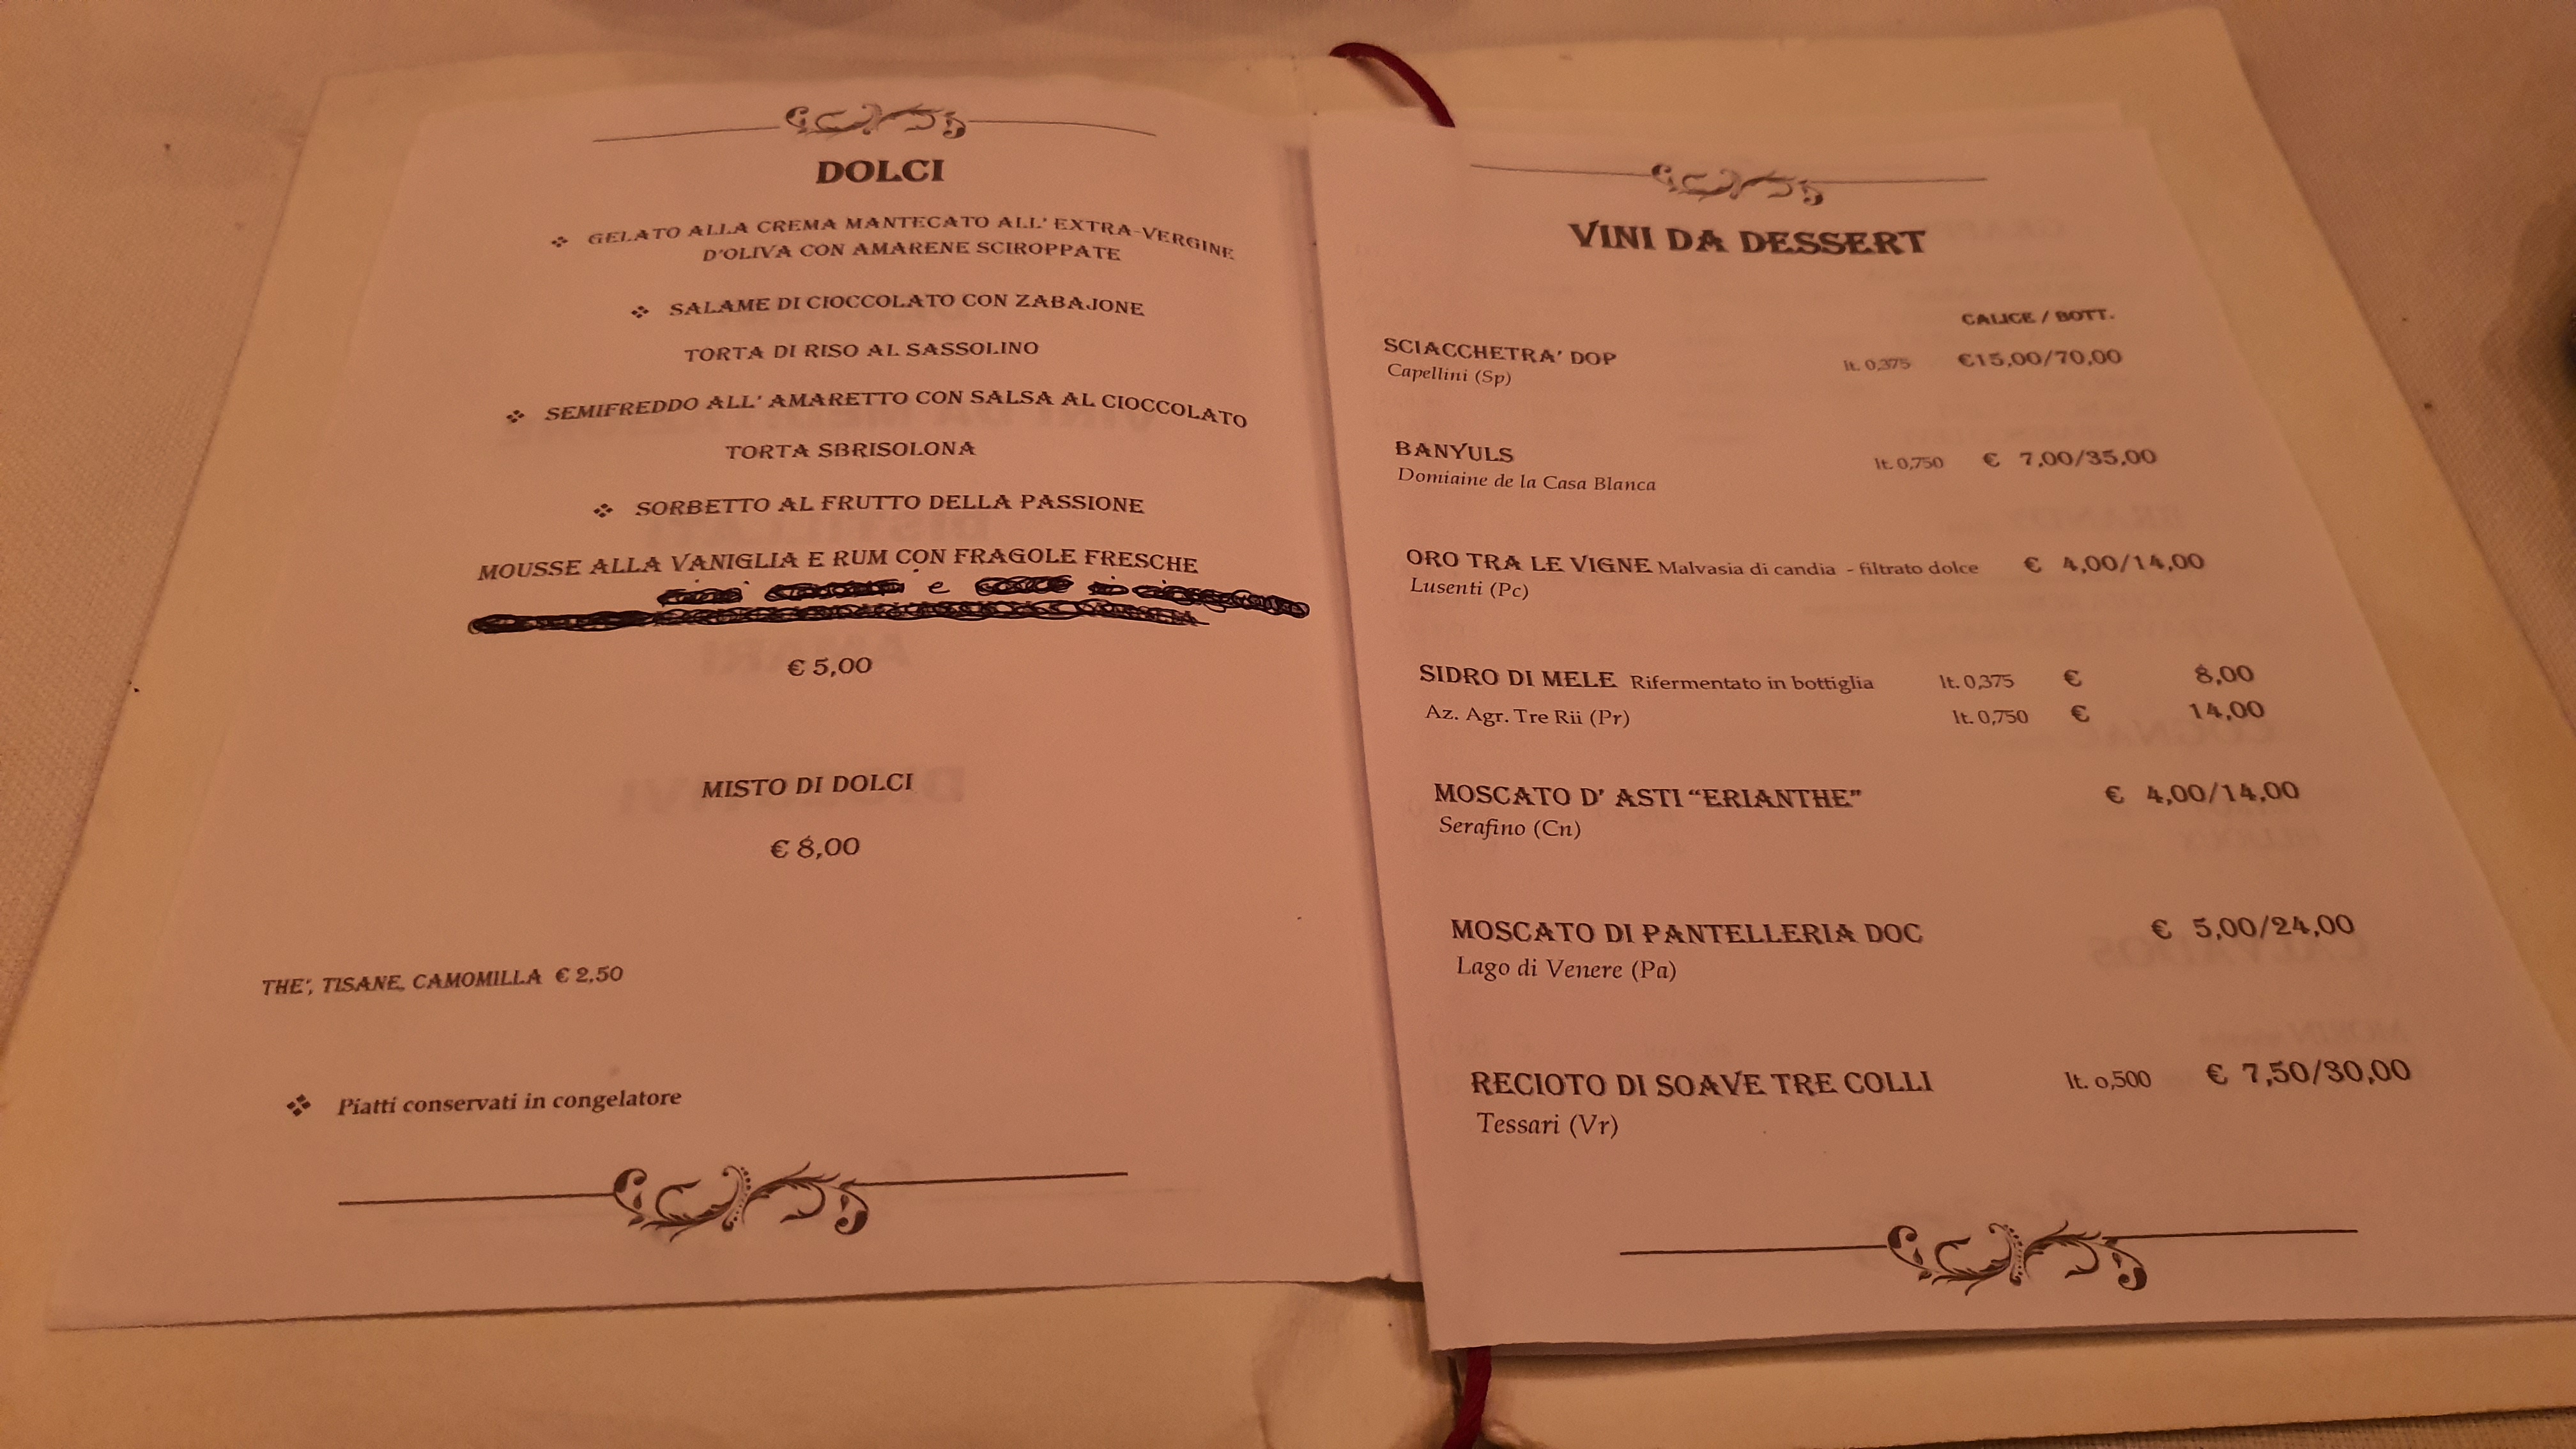 DOLCI
❖ GELATO ALLA CREMA MANTECATO ALL' EXTRA-VERGINE
D'OLIVA CON AMARENE SCIROPPATE
❖ SALAME DI CIOCCOLATO CON ZABAJONE
TORTA DI RISO AL SASSOLINO
❖ SEMIFREDDO ALL' AMARETTO CON SALSA AL CIOCCOLATO
TORTA SBRISOLONA
❖ SORBETTO AL FRUTTO DELLA PASSIONE
MOUSSE ALLA VANIGLIA E RUM CON FRAGOLE FRESCHE
e
€ 5,00
MISTO DI DOLCI
€ 8,00
THE', TISANE, CAMOMILLA € 2,50
❖ Piatti conservati in congelatore
VINI DA DESSERT
CALICE / BOTT.
SCIACCHETRA' DOP lt. 0,375 €15,00/70,00
Capellini (Sp)
BANYULS lt. 0,750 € 7,00/35,00
Domiaine de la Casa Blanca
ORO TRA LE VIGNE Malvasia di candia - filtrato dolce € 4,00/14,00
Lusenti (Pc)
SIDRO DI MELE Rifermentato in bottiglia lt. 0,375 € 8,00
Az. Agr. Tre Rii (Pr) lt. 0,750 € 14,00
MOSCATO D' ASTI “ERIANTHE” € 4,00/14,00
Serafino (Cn)
MOSCATO DI PANTELLERIA DOC € 5,00/24,00
Lago di Venere (Pa)
RECIOTO DI SOAVE TRE COLLI lt. 0,500 € 7,50/30,00
Tessari (Vr)